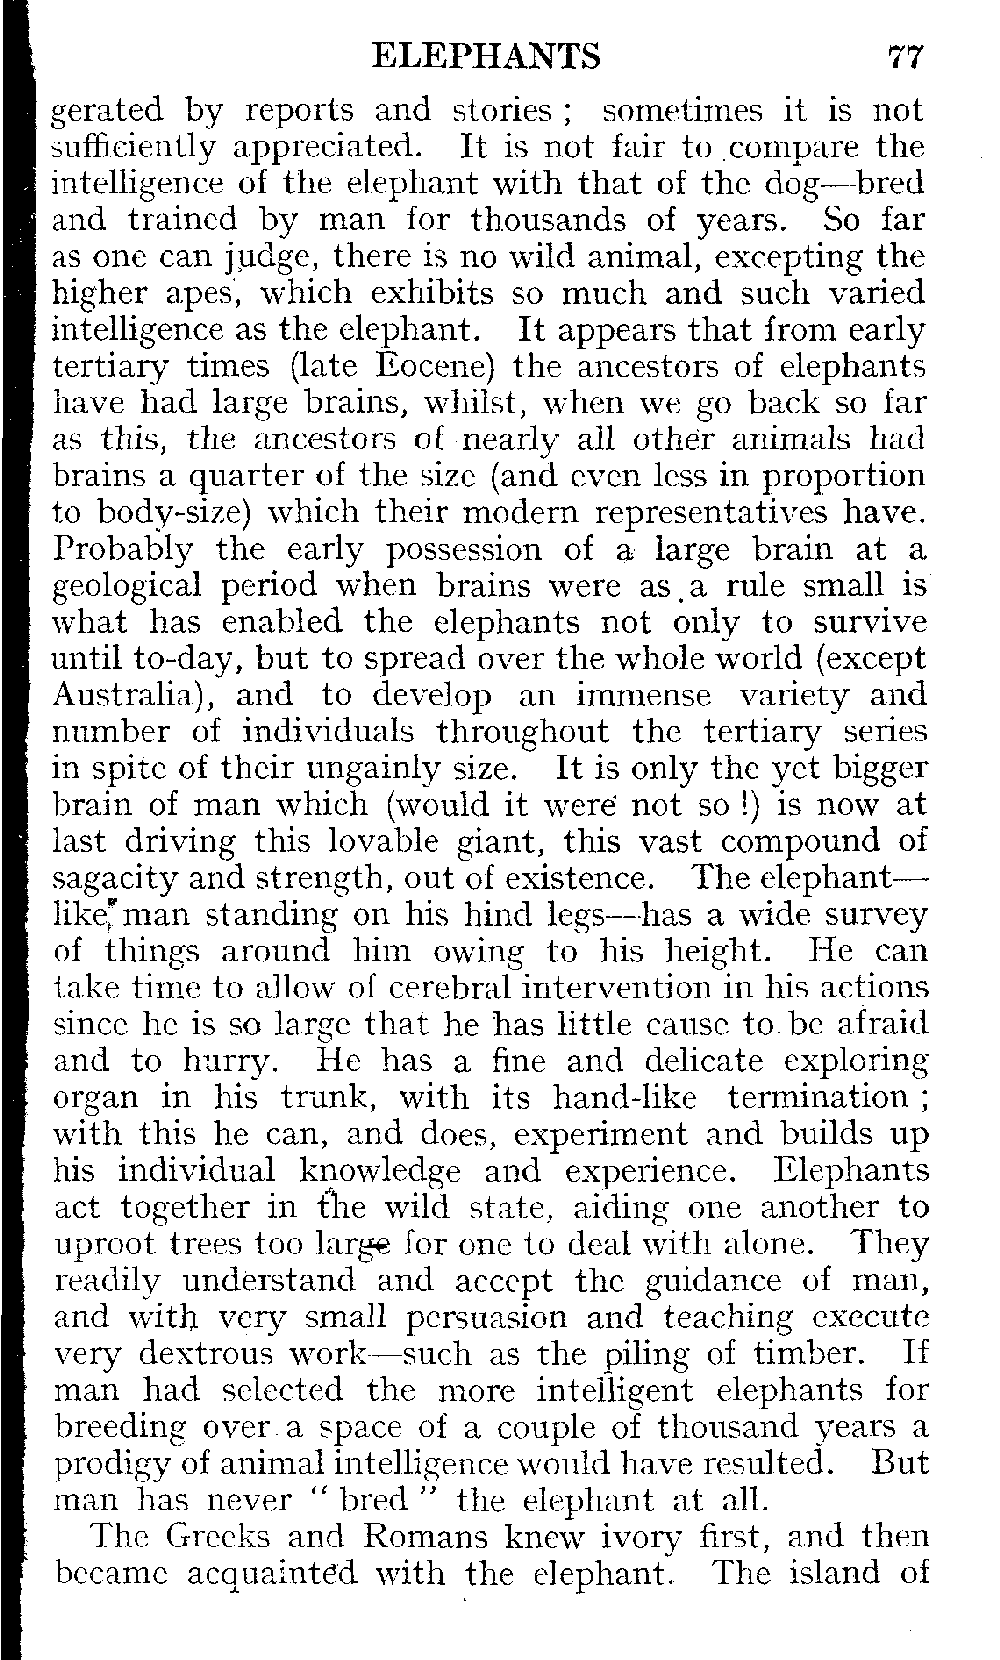 ELEPHANTS 77
gerated by reports and stories ; sometimes it is not
sufficiently appreciated. It is not fair to compare the
intelligence of the elephant with that of the dog—bred
and trained by man for thousands of years. So far
as one can judge, there is no wild animal, excepting the
higher apes, which exhibits so much and such varied
intelligence as the elephant. It appears that from early
tertiary times (late Eocene) the ancestors of elephants
have had large brains, whilst, when we go back so far
as this, the ancestors of nearly all other animals had
brains a quarter of the size (and even less in proportion
to body-size) which their modern representatives have.
Probably the early possession of a large brain at a
geological period when brains were as a rule small is
what has enabled the elephants not only to survive
until to-day, but to spread over the whole world (except
Australia), and to develop an immense variety and
number of individuals throughout the tertiary series
in spite of their ungainly size. It is only the yet bigger
brain of man which (would it were not so !) is now at
last driving this lovable giant, this vast compound of
sagacity and strength, out of existence. The elephant—
like man standing on his hind legs—has a wide survey
of things around him owing to his height. He can
take time to allow of cerebral intervention in his actions
since he is so large that he has little cause to be afraid
and to hurry. He has a fine and delicate exploring
organ in his trunk, with its hand-like termination ;
with this he can, and does, experiment and builds up
his individual knowledge and experience. Elephants
act together in the wild state, aiding one another to
uproot trees too large for one to deal with alone. They
readily understand and accept the guidance of man,
and with very small persuasion and teaching execute
very dextrous work—such as the piling of timber. If
man had selected the more intelligent elephants for
breeding over a space of a couple of thousand years a
prodigy of animal intelligence would have resulted. But
man has never “ bred ” the elephant at all.
The Greeks and Romans knew ivory first, and then
became acquainted with the elephant. The island of